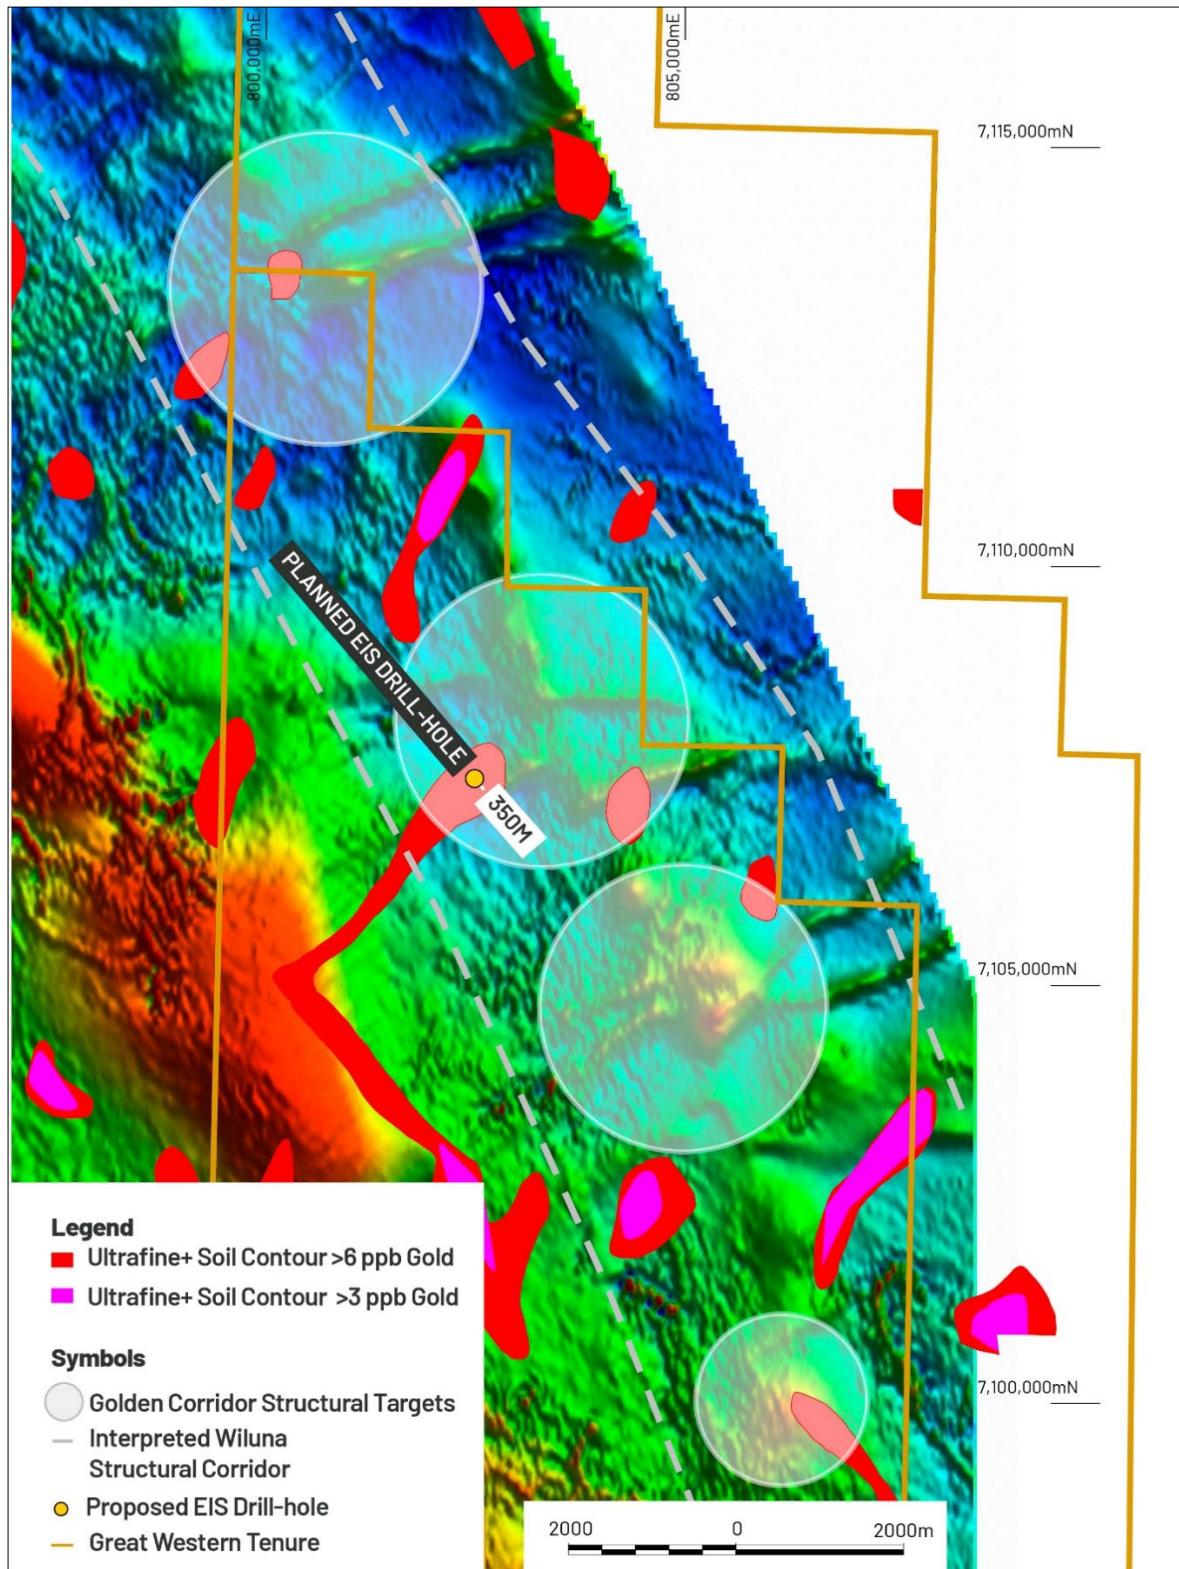 800,000mE
805,000mE
7,115,000mN
7,110,000mN
PLANNED EIS DRILL-HOLE
350M
7,105,000mN
7,100,000mN
Legend
Ultrafine+ Soil Contour >6 ppb Gold
Ultrafine+ Soil Contour >3 ppb Gold
Symbols
Golden Corridor Structural Targets
Interpreted Wiluna
Structural Corridor
Proposed EIS Drill-hole
Great Western Tenure
2000 0 2000m